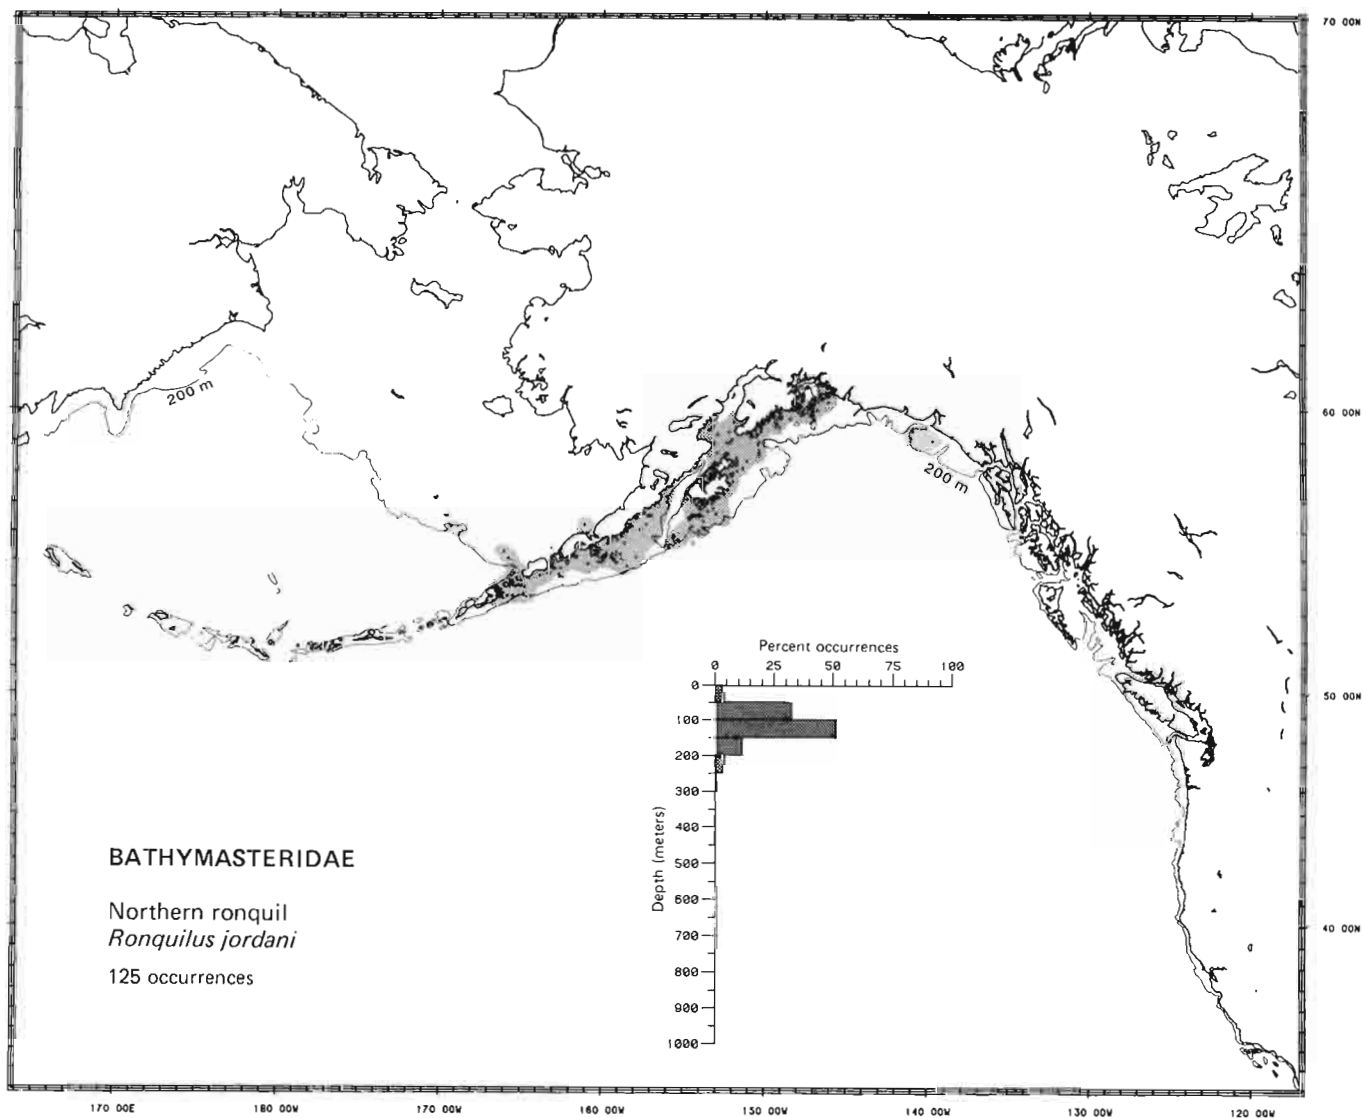 70 00N
200 m
60 00N
200 m
Percent occurrences
0 25 50 75 100
0
100
200
300
400
500
600
700
800
900
1000
Depth (meters)
50 00N
40 00N
BATHYMASTERIDAE
Northern ronquil
Ronquilus jordani
125 occurrences
170 00E 180 00W 170 00W 160 00W 150 00W 140 00W 130 00W 120 00W